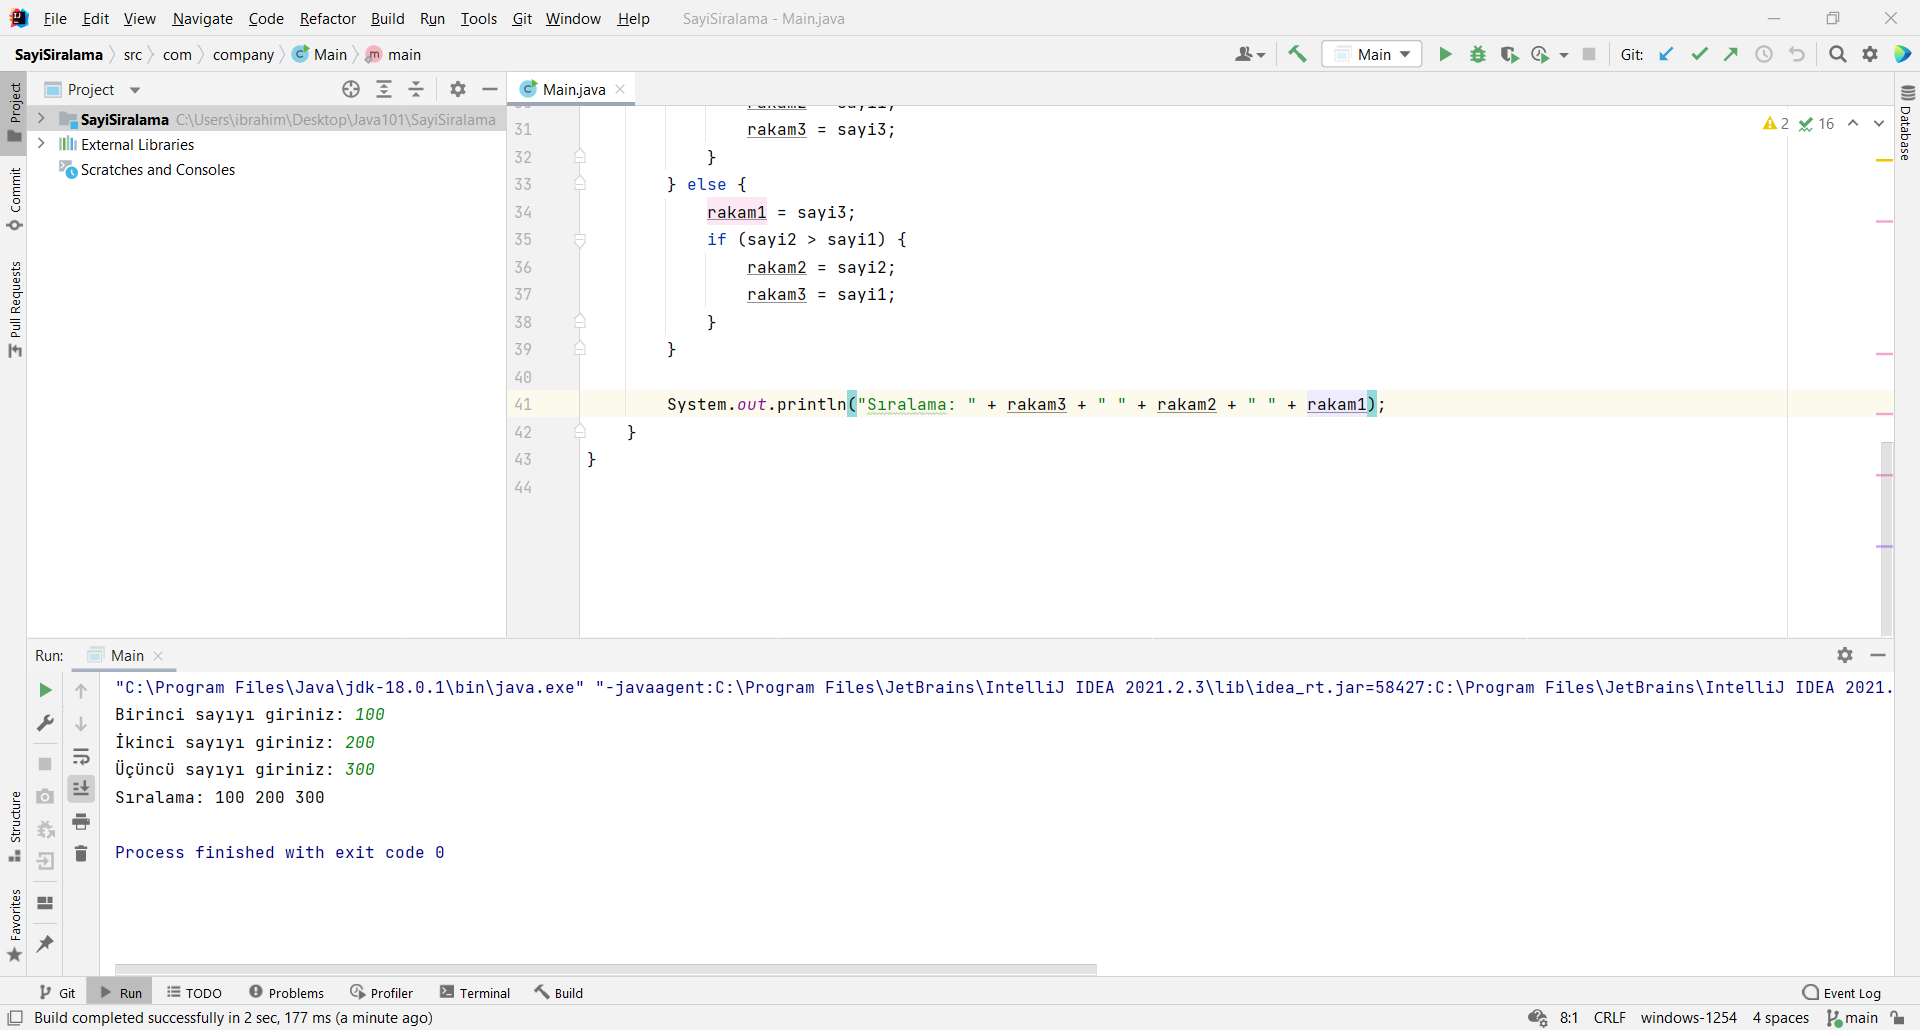 File Edit View Navigate Code Refactor Build Run Tools Git Window Help SayiSiralama - Main.java
SayiSiralama src com company Main main Main Git:
Project Main.java
SayiSiralama C:\Users\ibrahim\Desktop\Java101\SayiSiralama
External Libraries
Scratches and Consoles
Project
Commit
Pull Requests
Structure
Favorites
Database
2 16
31 rakam3 = sayi3;
32 }
33 } else {
34 rakam1 = sayi3;
35 if (sayi2 > sayi1) {
36 rakam2 = sayi2;
37 rakam3 = sayi1;
38 }
39 }
40
41 System.out.println("Sıralama: " + rakam3 + " " + rakam2 + " " + rakam1);
42 }
43 }
44
Run: Main
"C:\Program Files\Java\jdk-18.0.1\bin\java.exe" "-javaagent:C:\Program Files\JetBrains\IntelliJ IDEA 2021.2.3\lib\idea_rt.jar=58427:C:\Program Files\JetBrains\IntelliJ IDEA 2021.
Birinci sayıyı giriniz: 100
İkinci sayıyı giriniz: 200
Üçüncü sayıyı giriniz: 300
Sıralama: 100 200 300
Process finished with exit code 0
Git Run TODO Problems Profiler Terminal Build Event Log
Build completed successfully in 2 sec, 177 ms (a minute ago) 8:1 CRLF windows-1254 4 spaces main